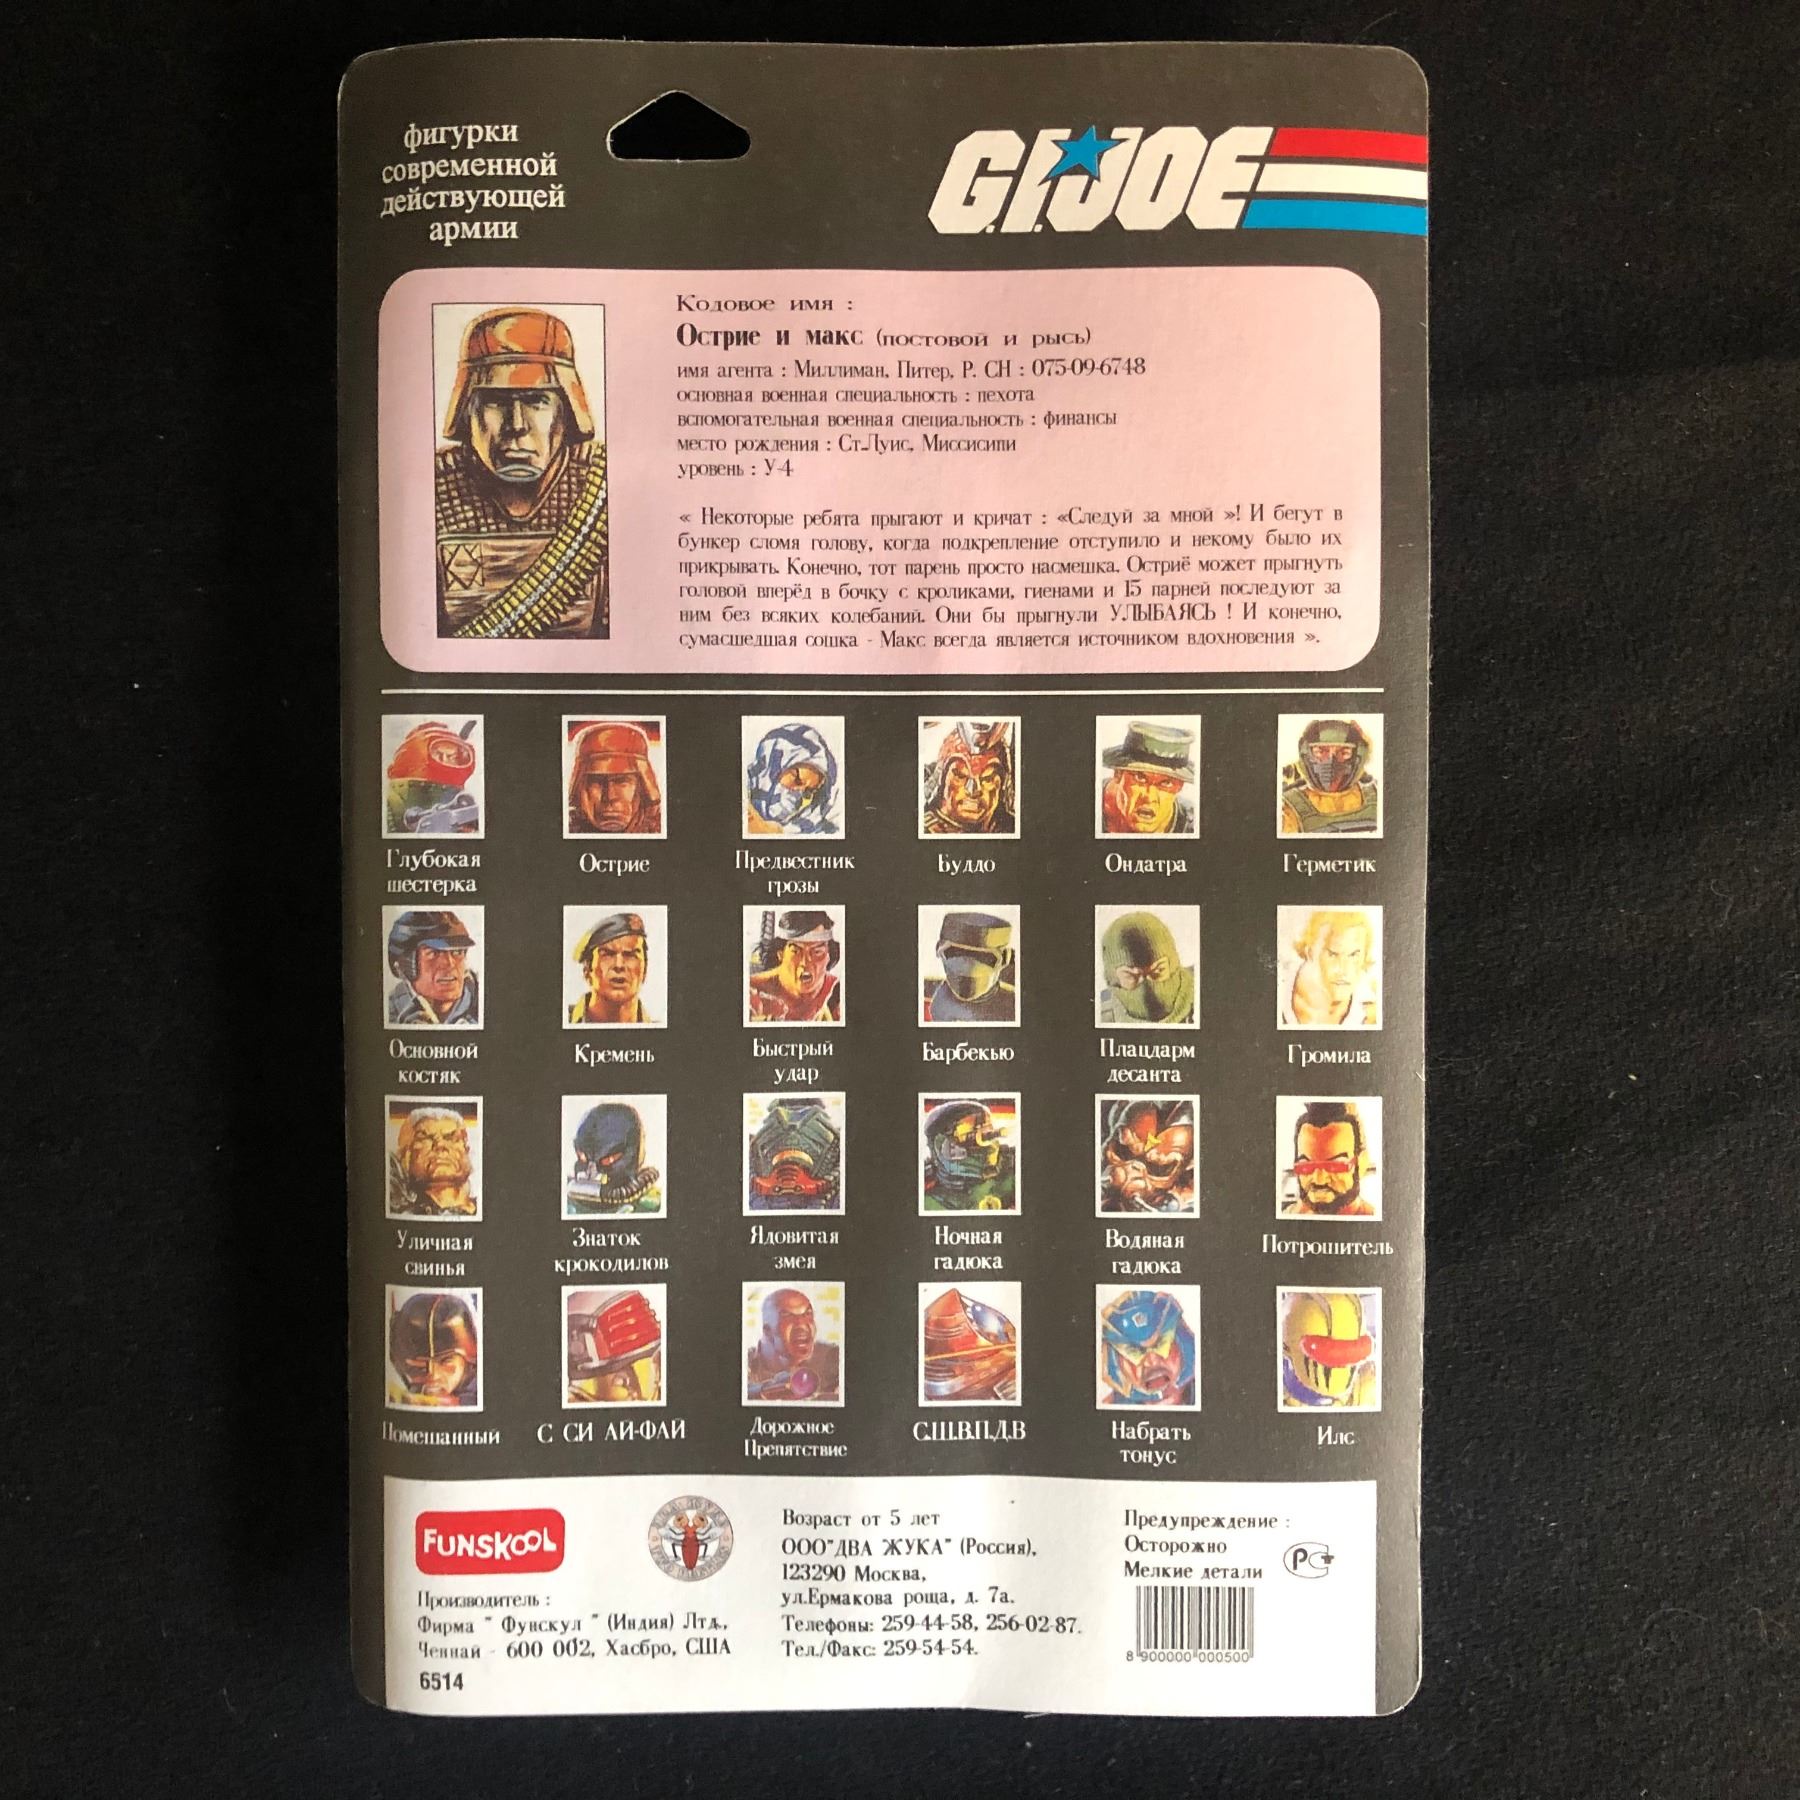 фигурки
современной
действующей
армии
G.I.JOE
Кодовое имя :
Острие и макс (постовой и рысь)
имя агента : Миллиман, Питер, Р. СН : 075-09-6748
основная военная специальность : пехота
вспомогательная военная специальность : финансы
место рождения : Ст.Луис, Миссисипи
уровень : У-4
« Некоторые ребята прыгают и кричат : «Следуй за мной »! И бегут в
бункер сломя голову, когда подкрепление отступило и некому было их
прикрывать. Конечно, тот парень просто насмешка. Остриё может прыгнуть
головой вперёд в бочку с кроликами, гиенами и 15 парней последуют за
ним без всяких колебаний. Они бы прыгнули УЛЫБАЯСЬ ! И конечно,
сумасшедшая сошка - Макс всегда является источником вдохновения ».
Глубокая шестерка
Острие
Предвестник грозы
Буддо
Ондатра
Герметик
Основной костяк
Кремень
Быстрый удар
Барбекью
Плацдарм десанта
Громила
Уличная свинья
Знаток крокодилов
Ядовитая змея
Ночная гадюка
Водяная гадюка
Потрошитель
Помешанный
С СИ АЙ-ФАЙ
Дорожное Препятствие
С.Ш.В.П.Д.В
Набрать тонус
Илс
FUNSKOOL
Производитель :
Фирма " Фунскул " (Индия) Лтд.,
Ченнай - 600 002, Хасбро, США
6514
Возраст от 5 лет
ООО"ДВА ЖУКА" (Россия),
123290 Москва,
ул.Ермакова роща, д. 7а.
Телефоны: 259-44-58, 256-02-87.
Тел./Факс: 259-54-54.
Предупреждение :
Осторожно
Мелкие детали
РСТ
8 900000 000500